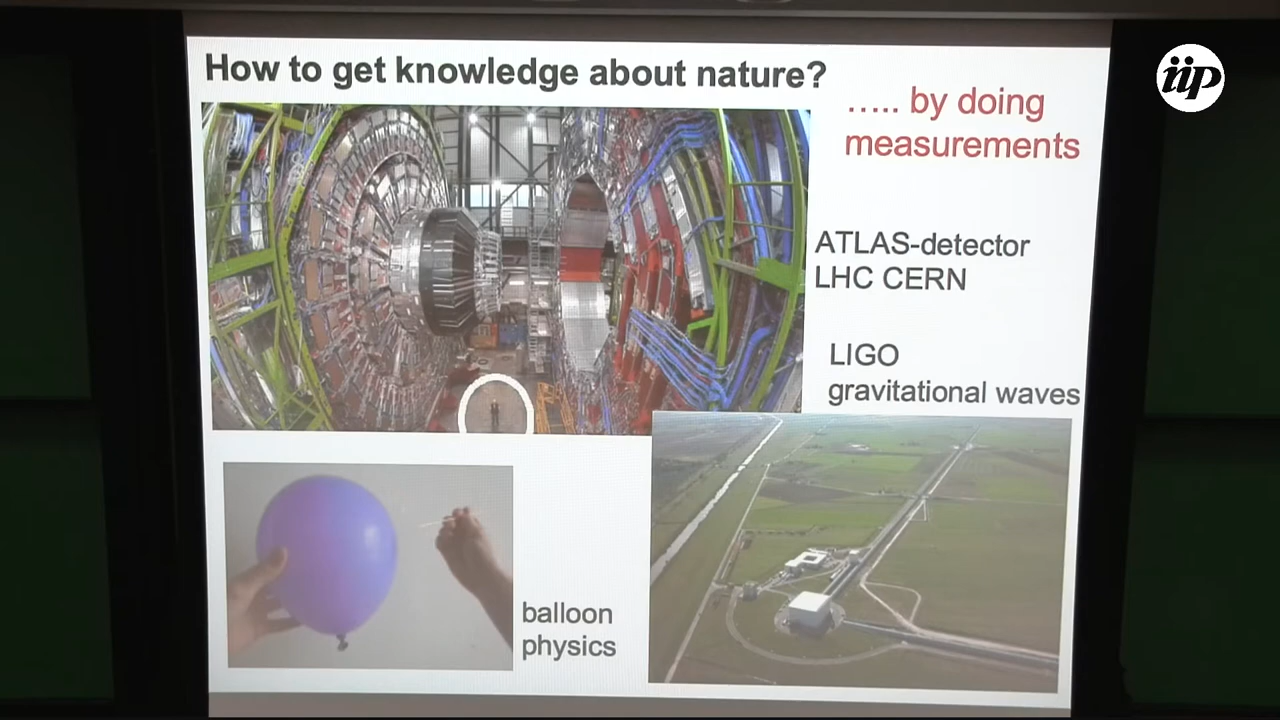 How to get knowledge about nature?
….. by doing
measurements
ATLAS-detector
LHC CERN
LIGO
gravitational waves
balloon
physics
iip